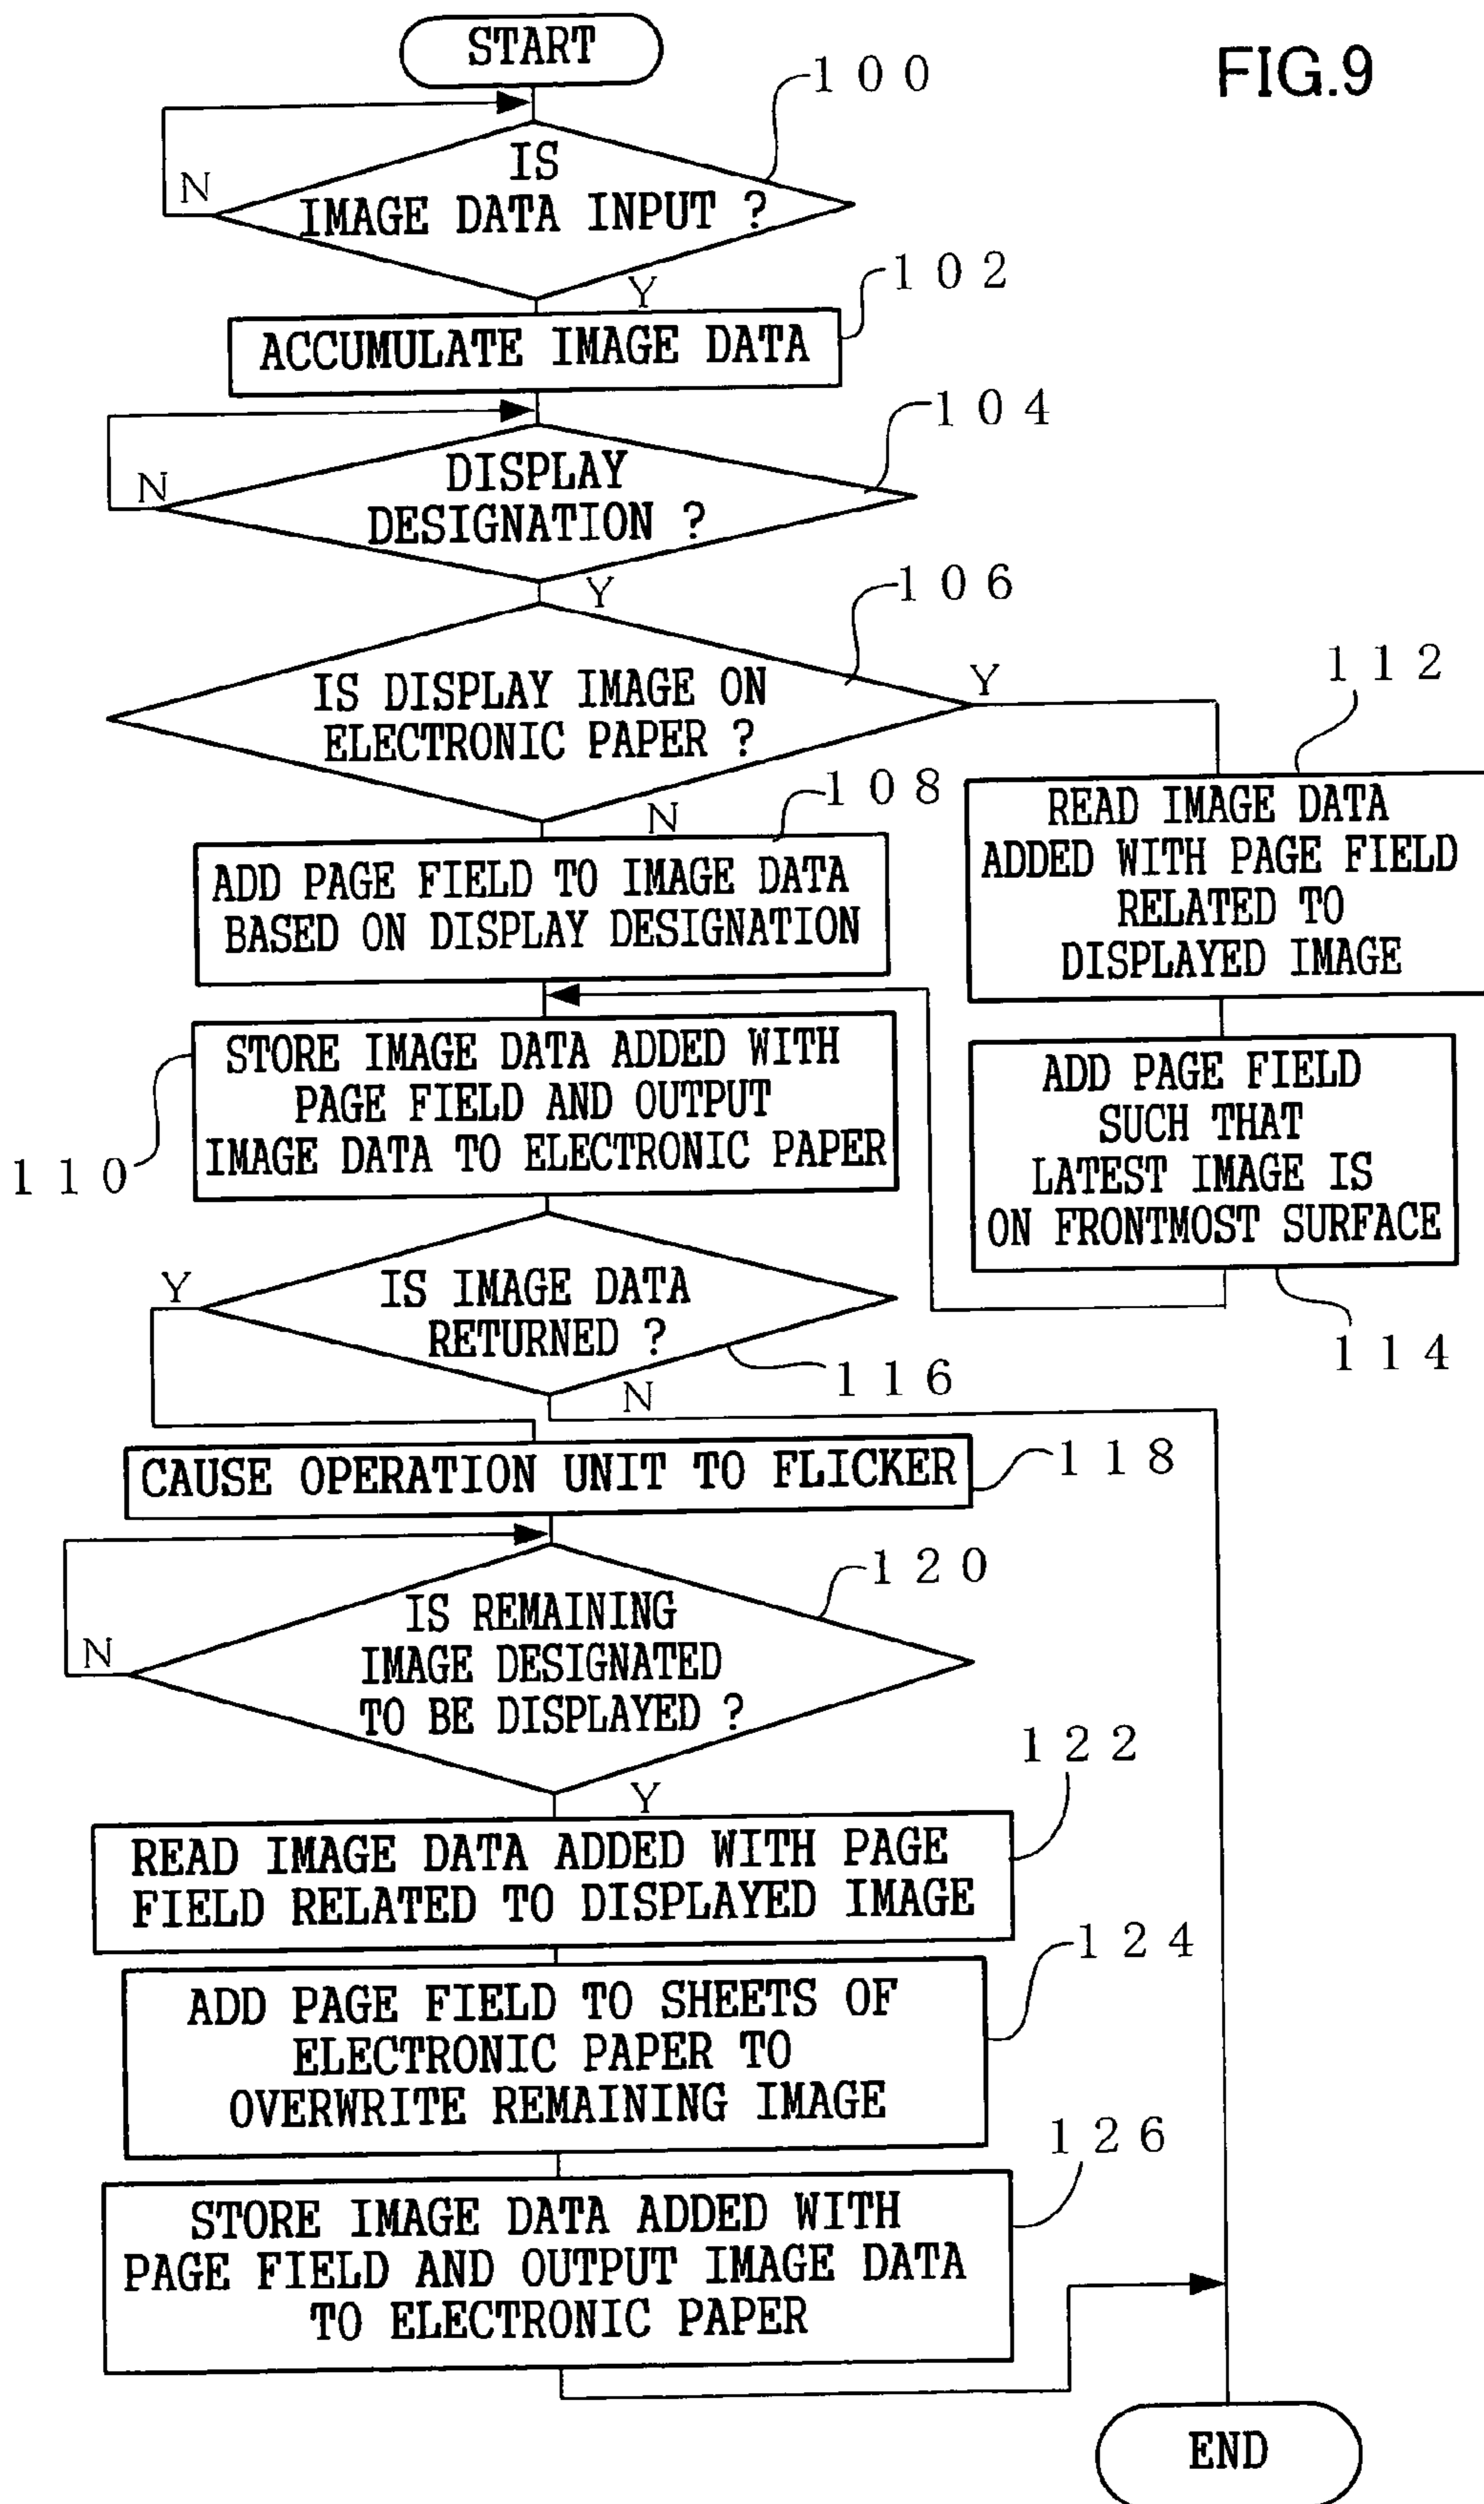 FIG.9
START
100
IS
IMAGE DATA INPUT ?
N
Y
102
ACCUMULATE IMAGE DATA
104
DISPLAY
DESIGNATION ?
N
Y
106
IS DISPLAY IMAGE ON
ELECTRONIC PAPER ?
Y
N
112
READ IMAGE DATA
ADDED WITH PAGE FIELD
RELATED TO
DISPLAYED IMAGE
108
ADD PAGE FIELD TO IMAGE DATA
BASED ON DISPLAY DESIGNATION
110
STORE IMAGE DATA ADDED WITH
PAGE FIELD AND OUTPUT
IMAGE DATA TO ELECTRONIC PAPER
ADD PAGE FIELD
SUCH THAT
LATEST IMAGE IS
ON FRONTMOST SURFACE
114
Y
IS IMAGE DATA
RETURNED ?
116
N
CAUSE OPERATION UNIT TO FLICKER
118
120
IS REMAINING
IMAGE DESIGNATED
TO BE DISPLAYED ?
N
Y
122
READ IMAGE DATA ADDED WITH PAGE
FIELD RELATED TO DISPLAYED IMAGE
124
ADD PAGE FIELD TO SHEETS OF
ELECTRONIC PAPER TO
OVERWRITE REMAINING IMAGE
126
STORE IMAGE DATA ADDED WITH
PAGE FIELD AND OUTPUT IMAGE DATA
TO ELECTRONIC PAPER
END